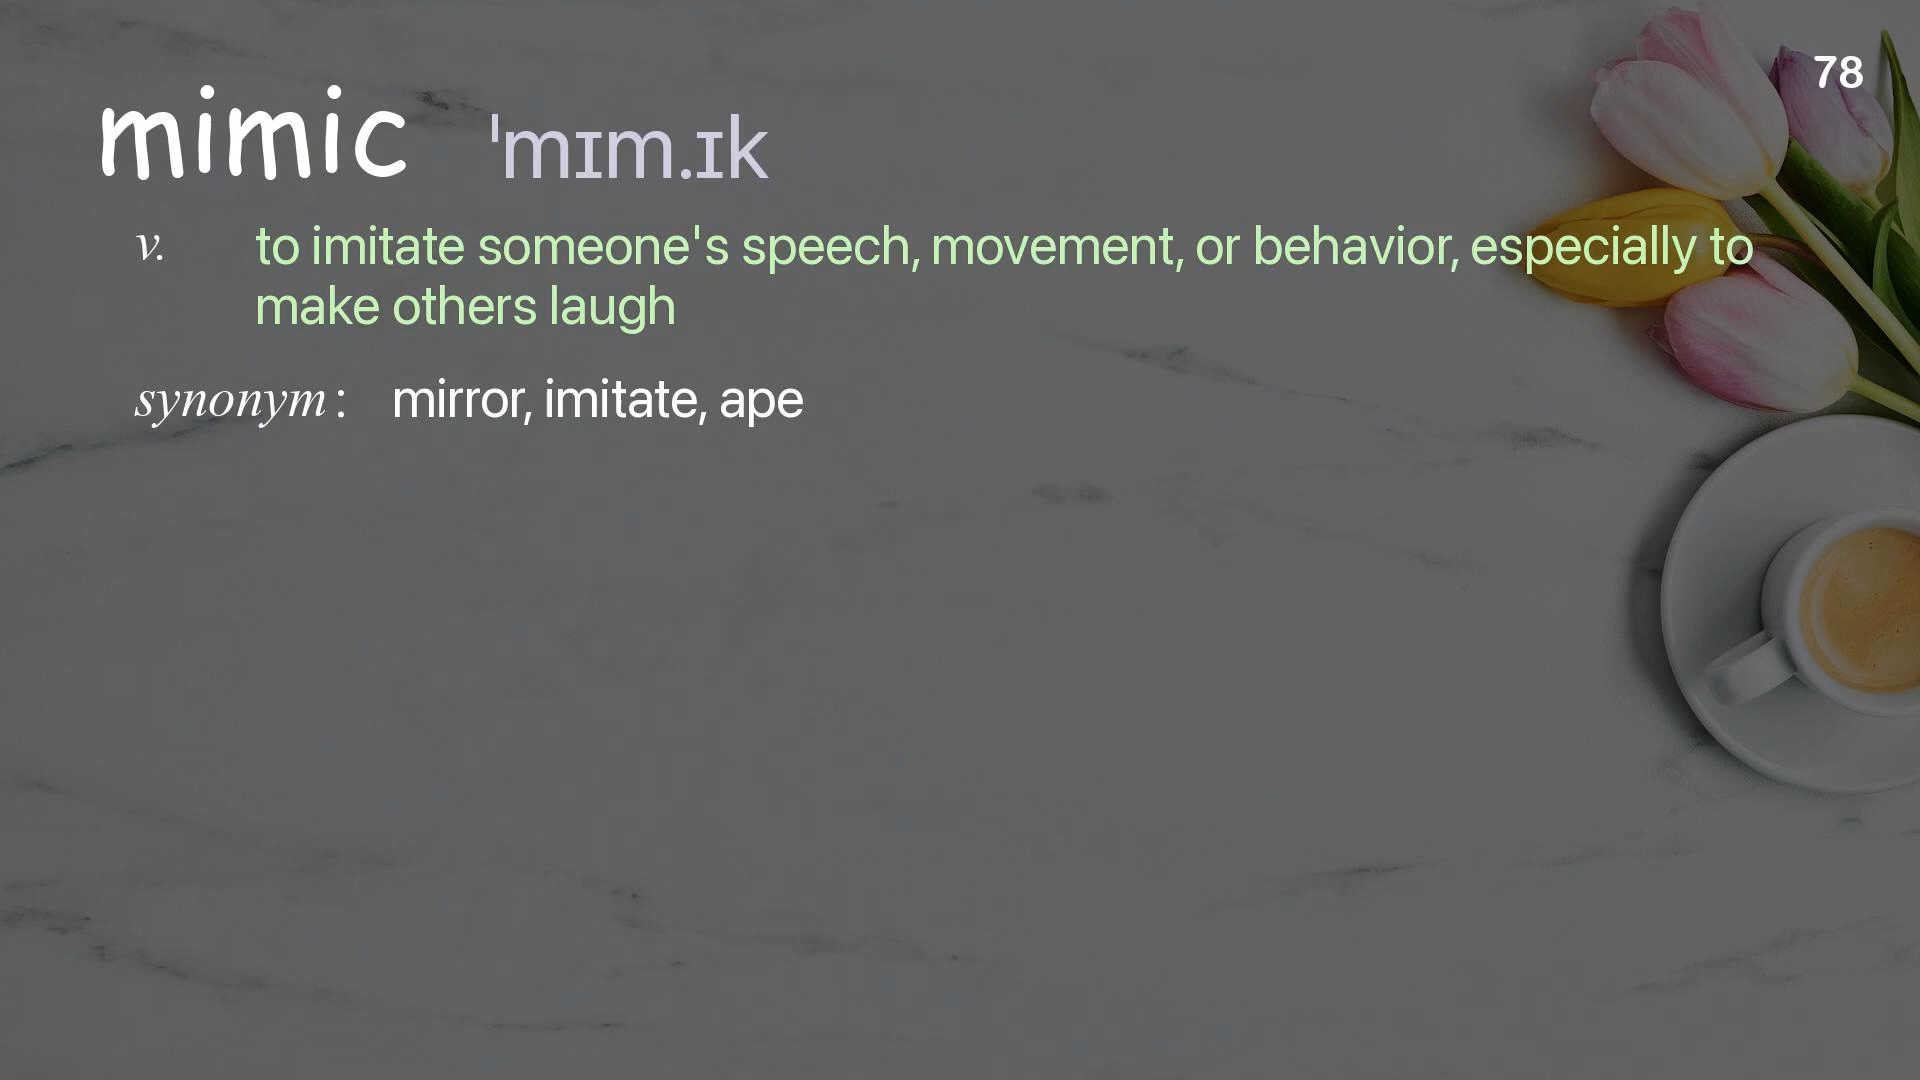 78
mimic ˈmɪm.ɪk
v. to imitate someone's speech, movement, or behavior, especially to
make others laugh
synonym : mirror, imitate, ape